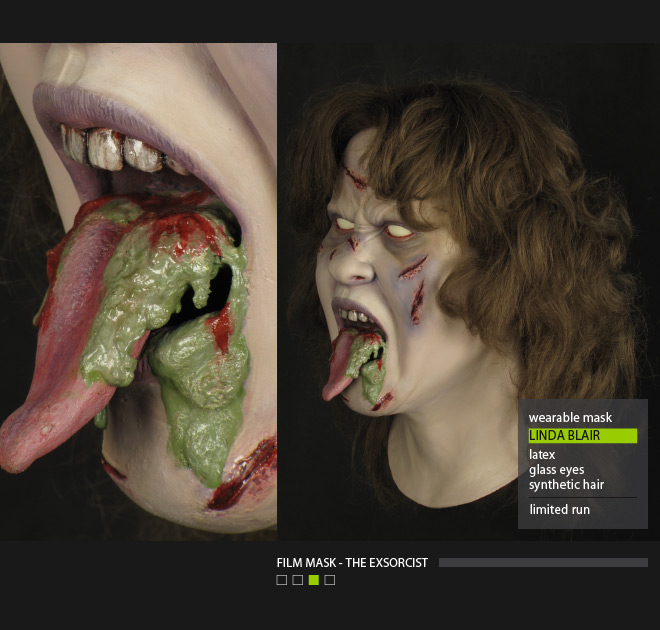 wearable mask
LINDA BLAIR
latex
glass eyes
synthetic hair
limited run
FILM MASK - THE EXSORCIST